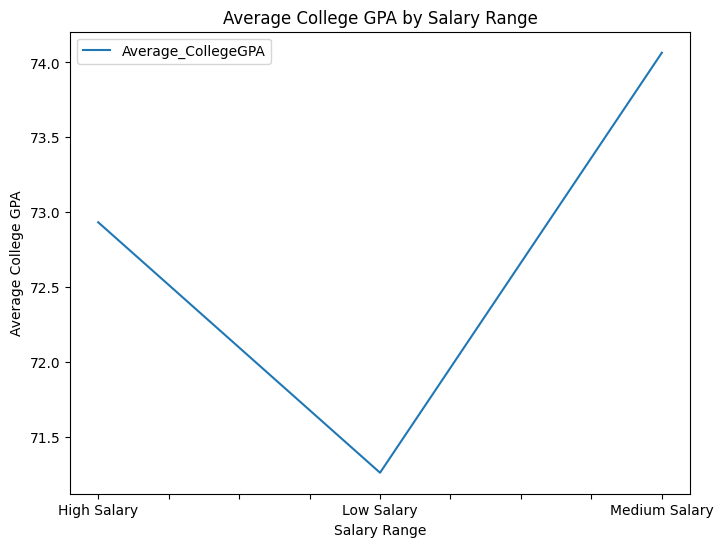 Average College GPA by Salary Range
Average_CollegeGPA
74.0
73.5
73.0
72.5
72.0
71.5
Average College GPA
High Salary
Low Salary
Medium Salary
Salary Range